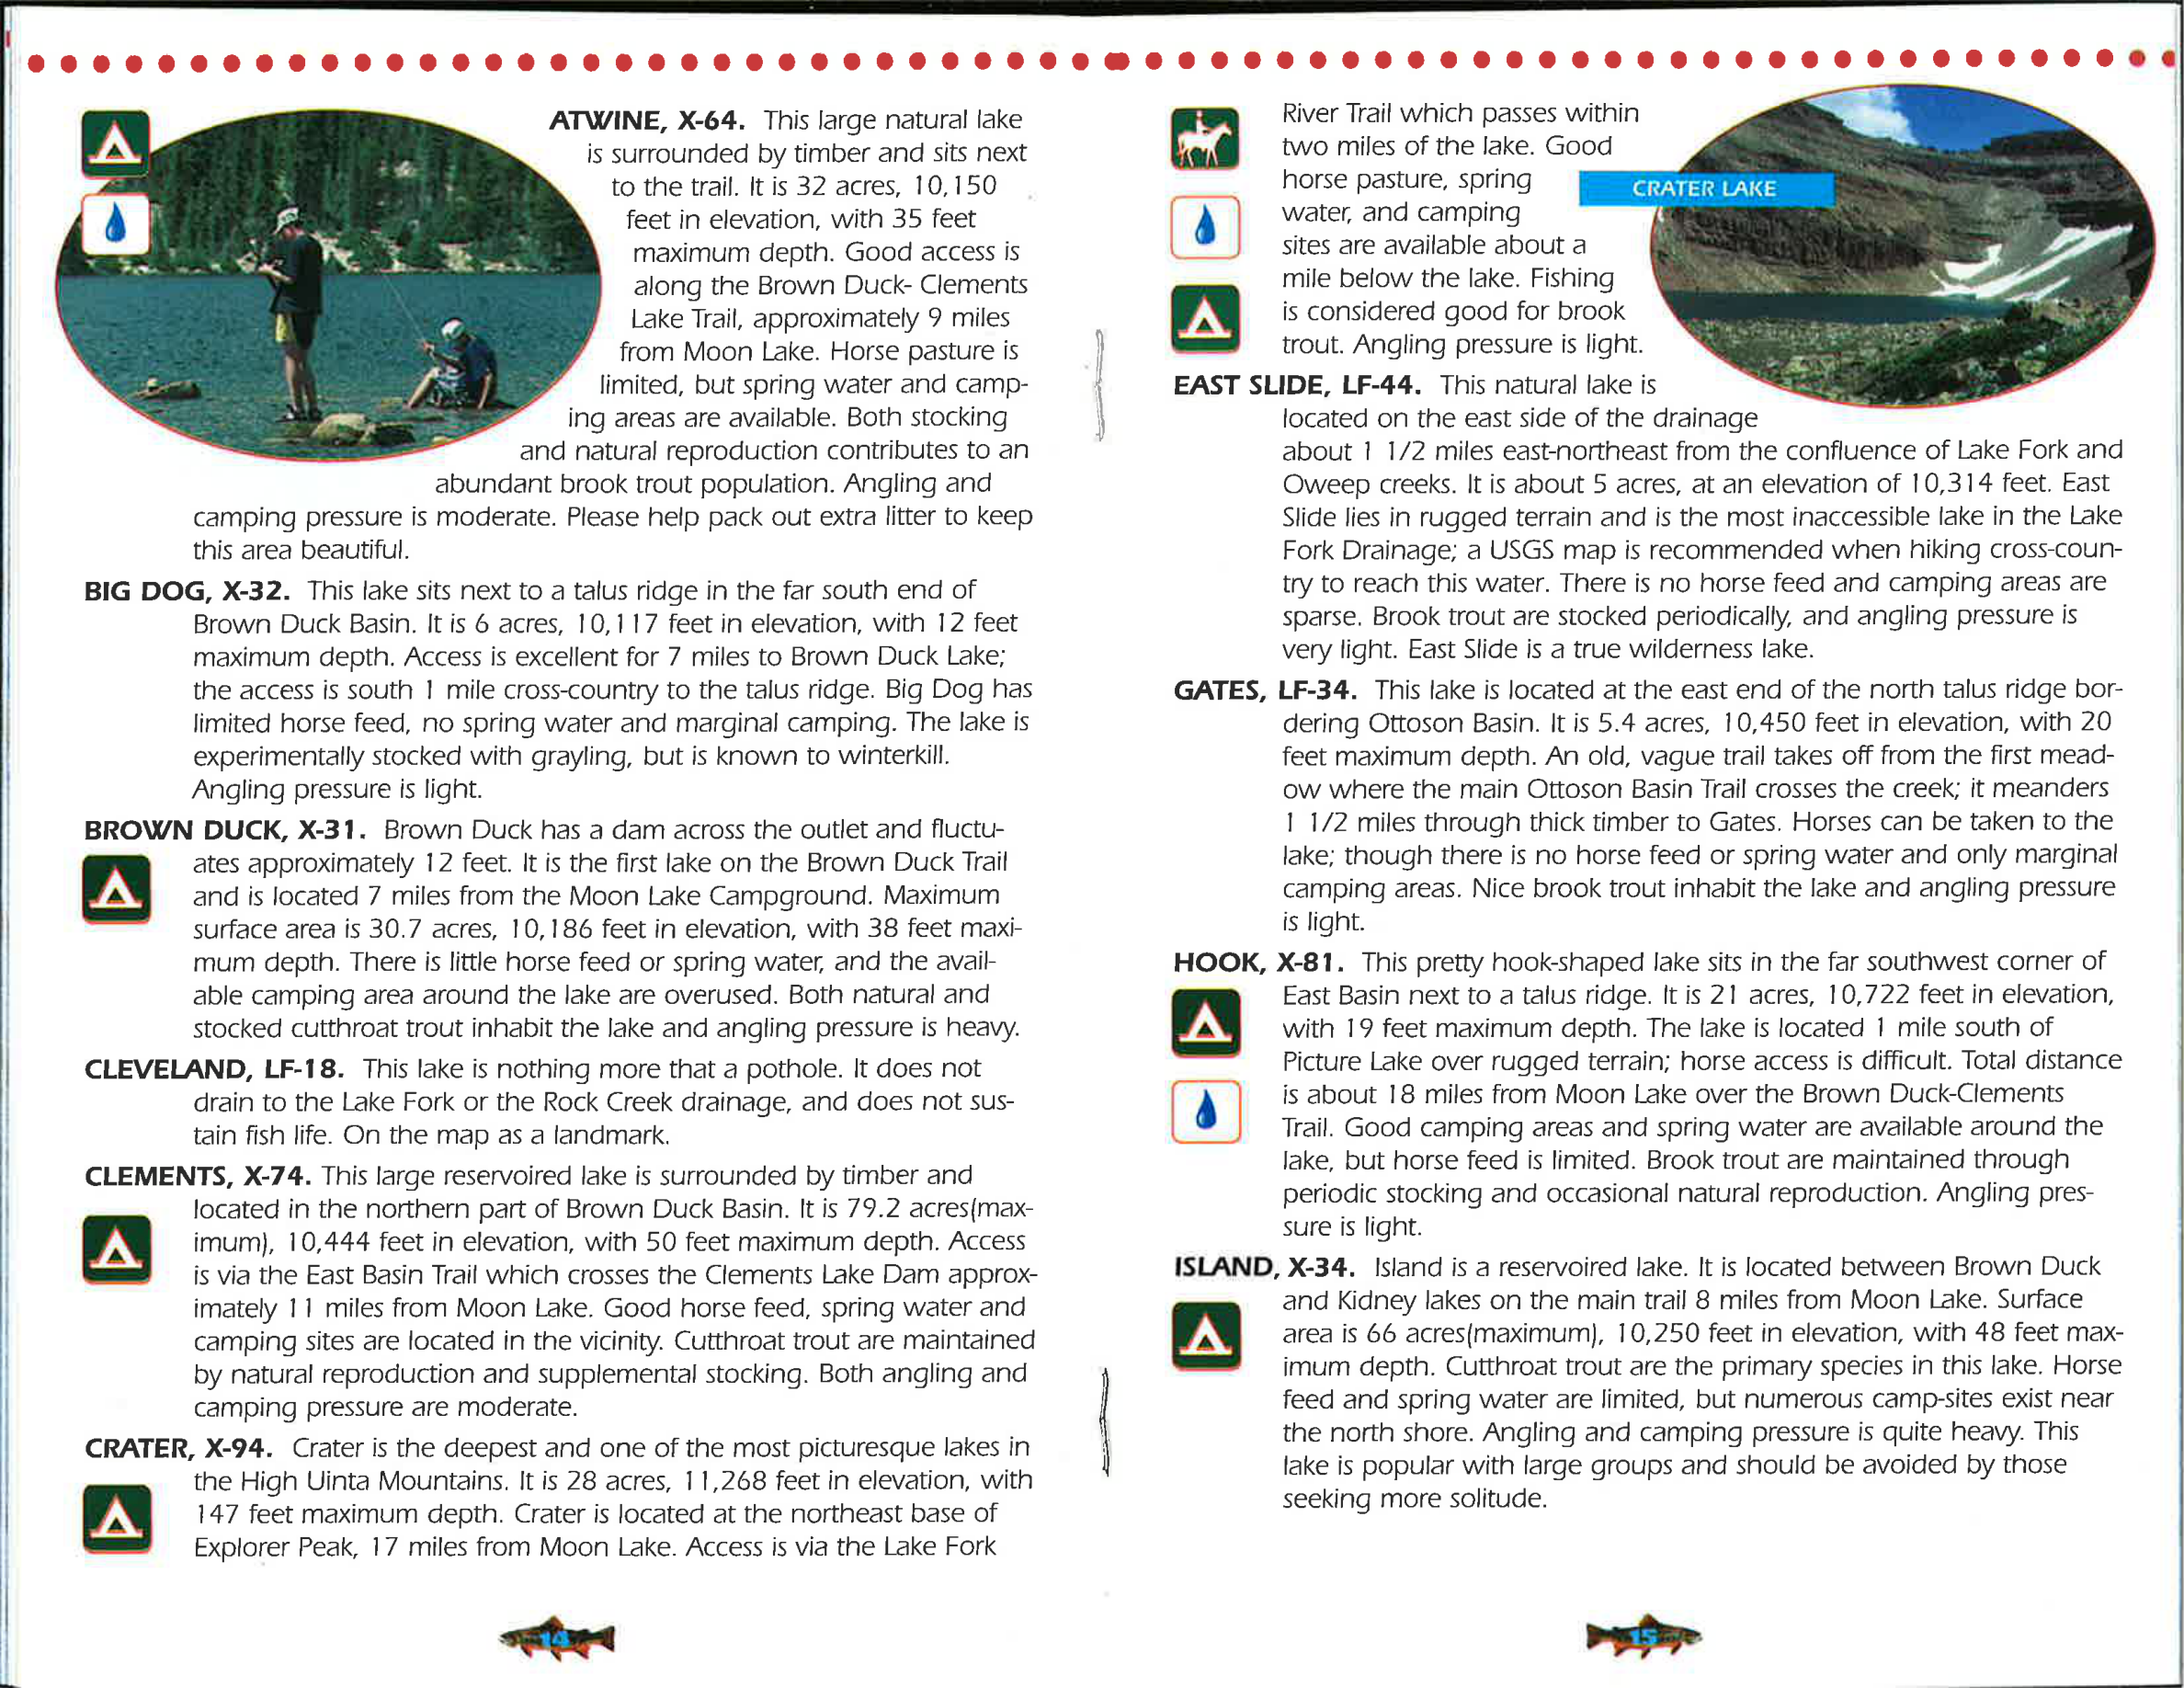 ATWINE, X-64. This large natural lake
is surrounded by timber and sits next
to the trail. It is 32 acres, 10,150
feet in elevation, with 35 feet
maximum depth. Good access is
along the Brown Duck- Clements
Lake Trail, approximately 9 miles
from Moon Lake. Horse pasture is
limited, but spring water and camp-
ing areas are available. Both stocking
and natural reproduction contributes to an
abundant brook trout population. Angling and
camping pressure is moderate. Please help pack out extra litter to keep
this area beautiful.
BIG DOG, X-32. This lake sits next to a talus ridge in the far south end of
Brown Duck Basin. It is 6 acres, 10,117 feet in elevation, with 12 feet
maximum depth. Access is excellent for 7 miles to Brown Duck Lake;
the access is south 1 mile cross-country to the talus ridge. Big Dog has
limited horse feed, no spring water and marginal camping. The lake is
experimentally stocked with grayling, but is known to winterkill.
Angling pressure is light.
BROWN DUCK, X-31. Brown Duck has a dam across the outlet and fluctu-
ates approximately 12 feet. It is the first lake on the Brown Duck Trail
and is located 7 miles from the Moon Lake Campground. Maximum
surface area is 30.7 acres, 10,186 feet in elevation, with 38 feet maxi-
mum depth. There is little horse feed or spring water, and the avail-
able camping area around the lake are overused. Both natural and
stocked cutthroat trout inhabit the lake and angling pressure is heavy.
CLEVELAND, LF-18. This lake is nothing more that a pothole. It does not
drain to the Lake Fork or the Rock Creek drainage, and does not sus-
tain fish life. On the map as a landmark.
CLEMENTS, X-74. This large reservoired lake is surrounded by timber and
located in the northern part of Brown Duck Basin. It is 79.2 acres(max-
imum), 10,444 feet in elevation, with 50 feet maximum depth. Access
is via the East Basin Trail which crosses the Clements Lake Dam approx-
imately 11 miles from Moon Lake. Good horse feed, spring water and
camping sites are located in the vicinity. Cutthroat trout are maintained
by natural reproduction and supplemental stocking. Both angling and
camping pressure are moderate.
CRATER, X-94. Crater is the deepest and one of the most picturesque lakes in
the High Uinta Mountains. It is 28 acres, 11,268 feet in elevation, with
147 feet maximum depth. Crater is located at the northeast base of
Explorer Peak, 17 miles from Moon Lake. Access is via the Lake Fork
14
River Trail which passes within
two miles of the lake. Good
horse pasture, spring
water, and camping
sites are available about a
mile below the lake. Fishing
is considered good for brook
trout. Angling pressure is light.
CRATER LAKE
EAST SLIDE, LF-44. This natural lake is
located on the east side of the drainage
about 1 1/2 miles east-northeast from the confluence of Lake Fork and
Oweep creeks. It is about 5 acres, at an elevation of 10,314 feet. East
Slide lies in rugged terrain and is the most inaccessible lake in the Lake
Fork Drainage; a USGS map is recommended when hiking cross-coun-
try to reach this water. There is no horse feed and camping areas are
sparse. Brook trout are stocked periodically, and angling pressure is
very light. East Slide is a true wilderness lake.
GATES, LF-34. This lake is located at the east end of the north talus ridge bor-
dering Ottoson Basin. It is 5.4 acres, 10,450 feet in elevation, with 20
feet maximum depth. An old, vague trail takes off from the first mead-
ow where the main Ottoson Basin Trail crosses the creek; it meanders
1 1/2 miles through thick timber to Gates. Horses can be taken to the
lake; though there is no horse feed or spring water and only marginal
camping areas. Nice brook trout inhabit the lake and angling pressure
is light.
HOOK, X-81. This pretty hook-shaped lake sits in the far southwest corner of
East Basin next to a talus ridge. It is 21 acres, 10,722 feet in elevation,
with 19 feet maximum depth. The lake is located 1 mile south of
Picture Lake over rugged terrain; horse access is difficult. Total distance
is about 18 miles from Moon Lake over the Brown Duck-Clements
Trail. Good camping areas and spring water are available around the
lake, but horse feed is limited. Brook trout are maintained through
periodic stocking and occasional natural reproduction. Angling pres-
sure is light.
ISLAND, X-34. Island is a reservoired lake. It is located between Brown Duck
and Kidney lakes on the main trail 8 miles from Moon Lake. Surface
area is 66 acres(maximum), 10,250 feet in elevation, with 48 feet max-
imum depth. Cutthroat trout are the primary species in this lake. Horse
feed and spring water are limited, but numerous camp-sites exist near
the north shore. Angling and camping pressure is quite heavy. This
lake is popular with large groups and should be avoided by those
seeking more solitude.
15